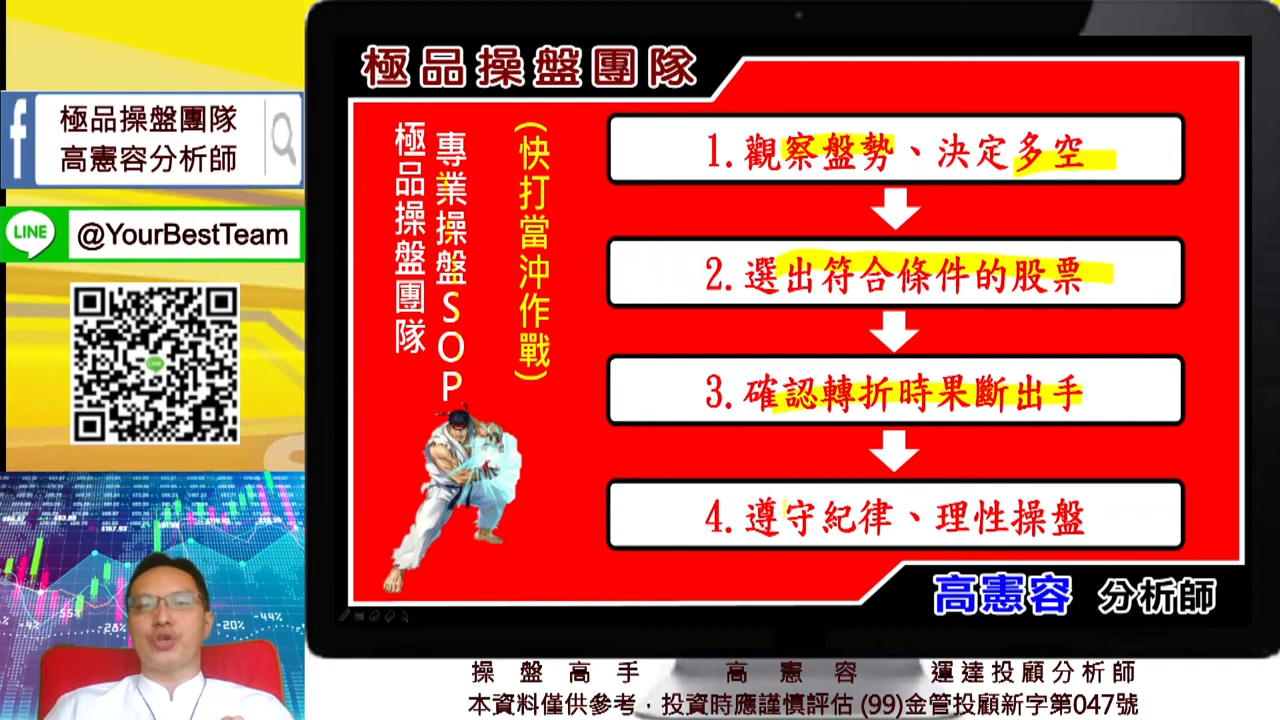 極品操盤團隊
高憲容分析師
LINE
@YourBestTeam
極品操盤團隊
極品操盤團隊
專業操盤SOP
(快打當沖作戰)
1.觀察盤勢、決定多空
2.選出符合條件的股票
3.確認轉折時果斷出手
4.遵守紀律、理性操盤
高憲容 分析師
操盤高手 高憲容 運達投顧分析師
本資料僅供參考，投資時應謹慎評估 (99)金管投顧新字第047號